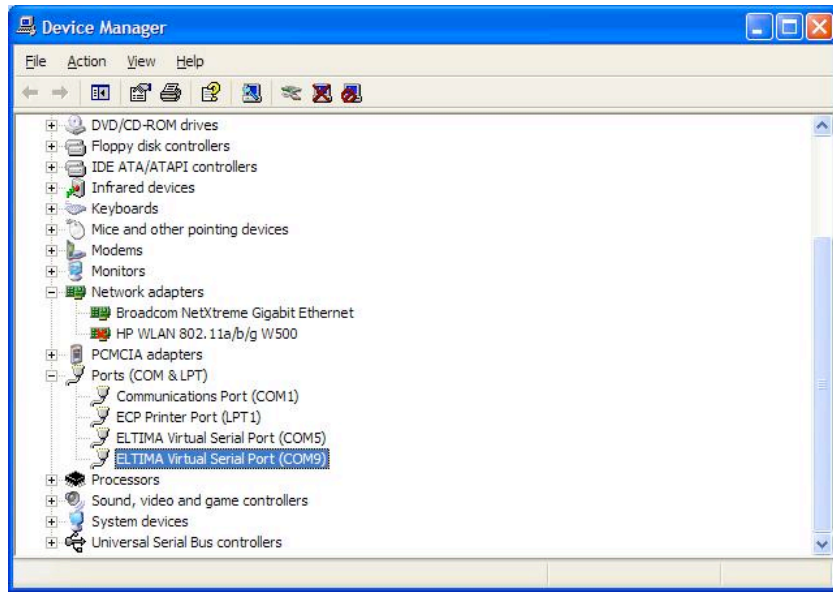 Device Manager
File Action View Help
DVD/CD-ROM drives
Floppy disk controllers
IDE ATA/ATAPI controllers
Infrared devices
Keyboards
Mice and other pointing devices
Modems
Monitors
Network adapters
Broadcom NetXtreme Gigabit Ethernet
HP WLAN 802.11a/b/g W500
PCMCIA adapters
Ports (COM & LPT)
Communications Port (COM1)
ECP Printer Port (LPT1)
ELTIMA Virtual Serial Port (COM5)
ELTIMA Virtual Serial Port (COM9)
Processors
Sound, video and game controllers
System devices
Universal Serial Bus controllers